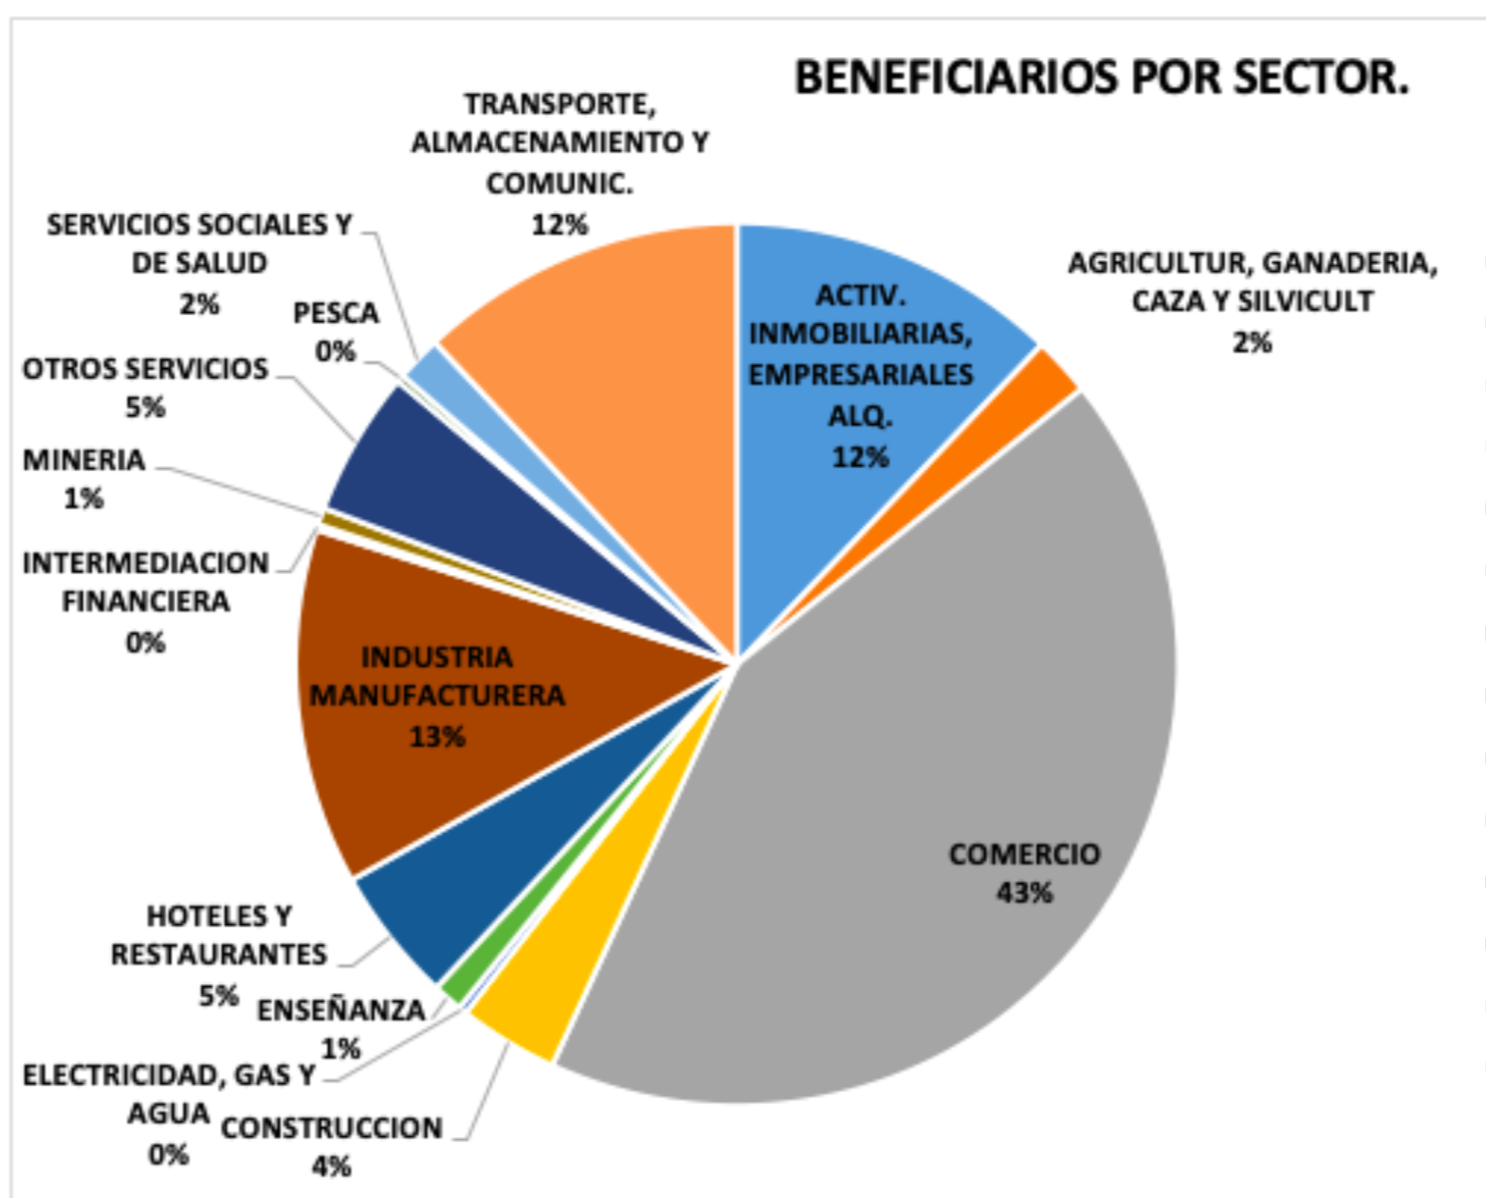 BENEFICIARIOS POR SECTOR.
TRANSPORTE,
ALMACENAMIENTO Y
COMUNIC.
12%
SERVICIOS SOCIALES Y
DE SALUD
2%
PESCA
0%
OTROS SERVICIOS
5%
MINERIA
1%
INTERMEDIACION
FINANCIERA
0%
INDUSTRIA
MANUFACTURERA
13%
HOTELES Y
RESTAURANTES
5%
ENSEÑANZA
1%
ELECTRICIDAD, GAS Y
AGUA
0%
CONSTRUCCION
4%
COMERCIO
43%
AGRICULTUR, GANADERIA,
CAZA Y SILVICULT
2%
ACTIV.
INMOBILIARIAS,
EMPRESARIALES
ALQ.
12%